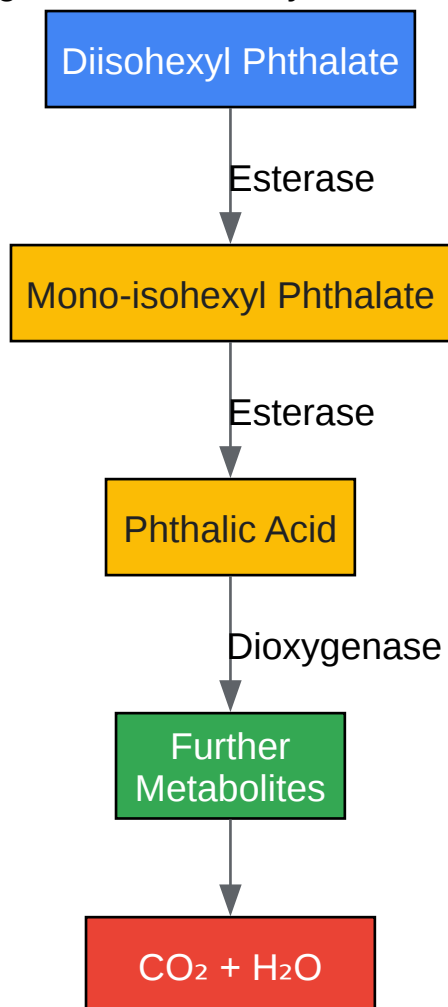 Diisohexyl Phthalate
Esterase
Mono-isohexyl Phthalate
Esterase
Phthalic Acid
Dioxygenase
Further
Metabolites
CO₂ + H₂O